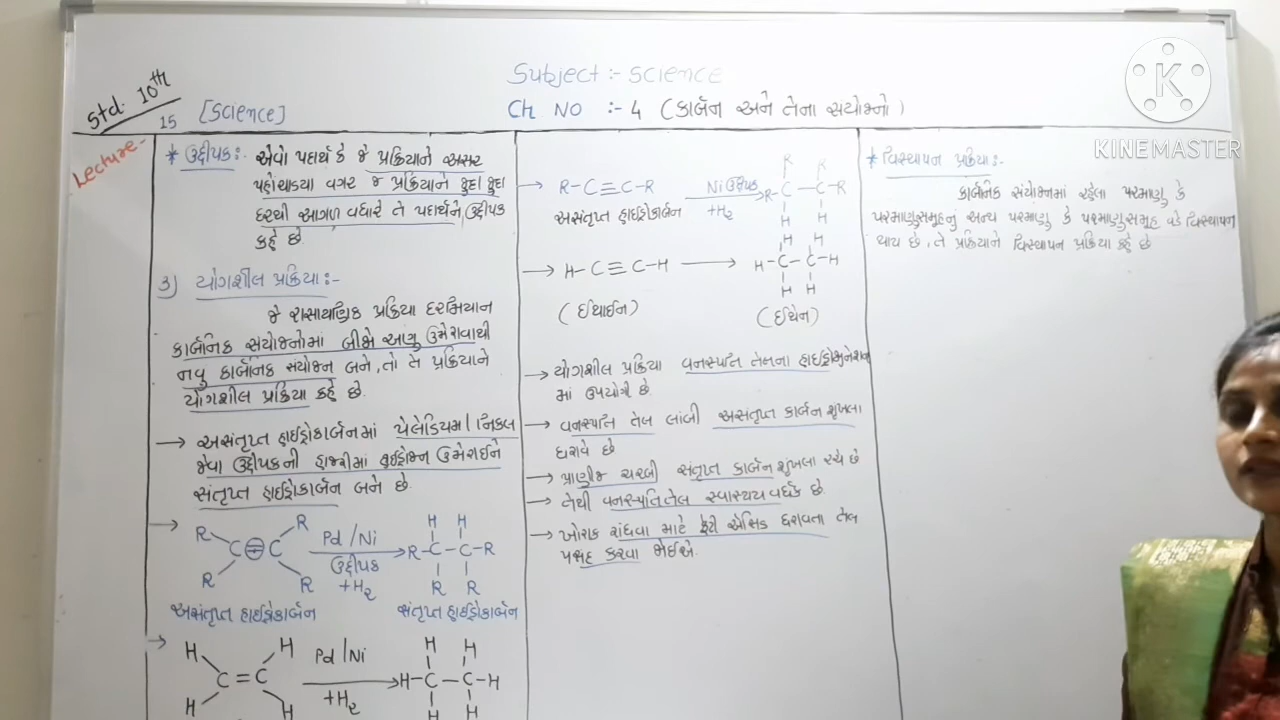 Subject:- Science
Std. 10th
15 [Science]
Ch NO :- 4 (કાર્બન અને તેના સંયોજનો)
Lecture-
* ઉદ્દીપક:- એવો પદાર્થ કે જે પ્રક્રિયાને અસર
પહોંચાડયા વગર જ પ્રક્રિયાને જુદા જુદા
દરથી આગળ વધારે તે પદાર્થને ઉદ્દીપક
કહે છે.
3) યોગશીલ પ્રક્રિયા:-
જે રાસાયણિક પ્રક્રિયા દરમિયાન
કાર્બનિક સંયોજનોમાં બીજો આણુ ઉમેરાવાથી
નવુ કાર્બનિક સંયોજન બને, તો તે પ્રક્રિયાને
યોગશીલ પ્રક્રિયા કહે છે.
→ અસંતૃપ્ત હાઈડ્રોકાર્બનમાં પેલેડિયમ/નિકલ
જેવા ઉદ્દીપકની હાજરીમાં હાઈડ્રોજન ઉમેરાઈને
સંતૃપ્ત હાઈડ્રોકાર્બન બને છે.
→ R R H H
C = C Pd/Ni R-C-C-R
ઉદ્દીપક
R R +H2 R R
અસંતૃપ્ત હાઈડ્રોકાર્બન સંતૃપ્ત હાઈડ્રોકાર્બન
→ H H H H
C=C Pd/Ni H-C-C-H
H H +H2 H H
R R
→ R-C≡C-R Ni ઉદ્દીપક R-C-C-R
અસંતૃપ્ત હાઈડ્રોકાર્બન +H2 H H
H H
→ H-C≡C-H → H-C-C-H
H H
(ઈથાઈન) (ઈથેન)
→ યોગશીલ પ્રક્રિયા વનસ્પતિ તેલના હાઈડ્રોજીનેશન
માં ઉપયોગી છે.
→ વનસ્પતિ તેલ લાંબી અસંતૃપ્ત કાર્બન શૃંખલા
ધરાવે છે
→ પ્રાણીજ ચરબી સંતૃપ્ત કાર્બન શૃંખલા રચે છે
→ તેથી વનસ્પતિ તેલ સ્વાસ્થ્ય વર્ધક છે.
→ ખોરાક રાંધવા માટે ફેટી એસિડ ધરાવતા તેલ
પસંદ કરવા જોઈએ.
* વિસ્થાપન પ્રક્રિયા:-
કાર્બનિક સંયોજનમાં રહેલા પરમાણુ કે
પરમાણુસમૂહનું અન્ય પરમાણુ કે પરમાણુસમૂહ વડે વિસ્થાપન
થાય છે, તે પ્રક્રિયાને વિસ્થાપન પ્રક્રિયા કહે છે
K
KINEMASTER